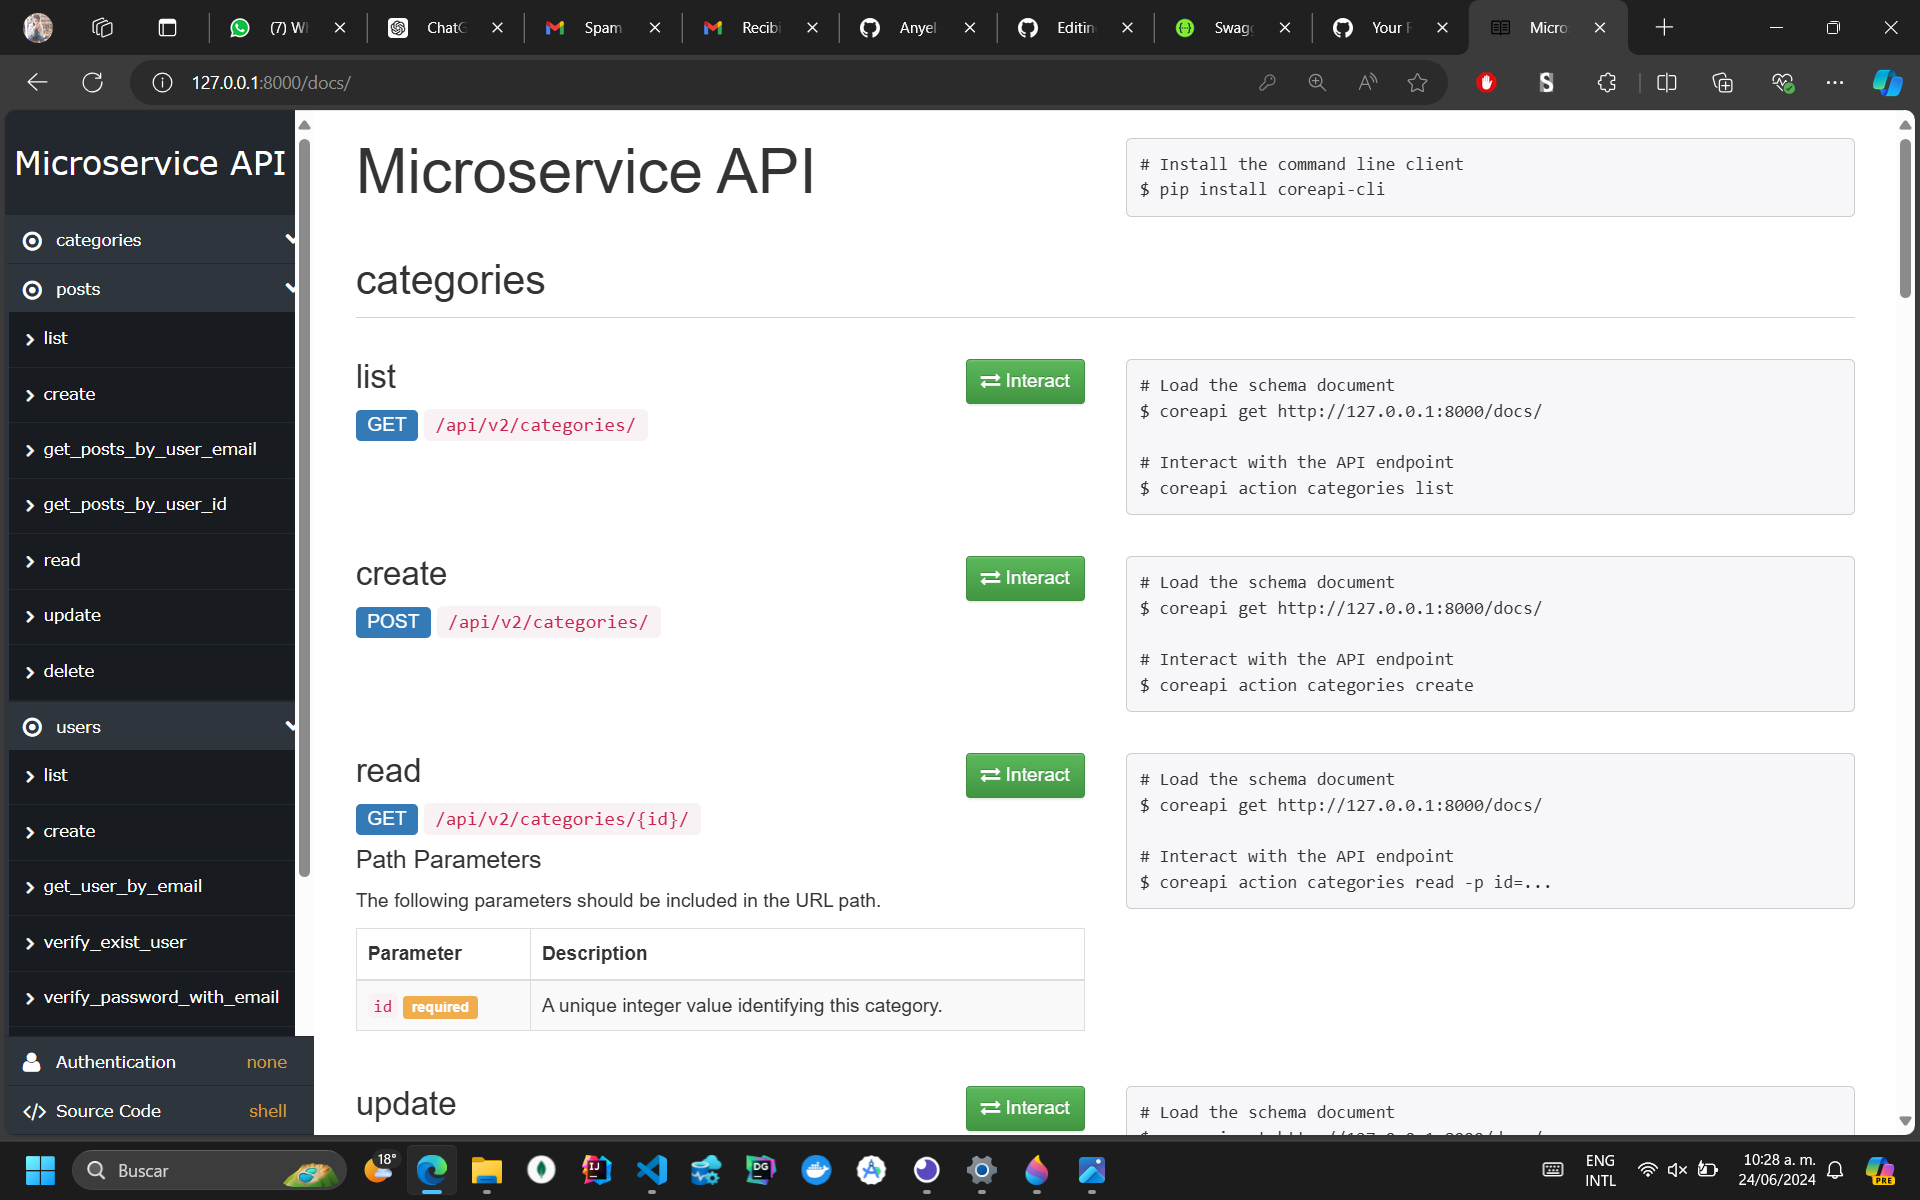 (7) W
ChatG
Spam
Recibi
Anyel
Editin
Swagg
Your F
Micro
127.0.0.1:8000/docs/
Microservice API
categories
posts
list
create
get_posts_by_user_email
get_posts_by_user_id
read
update
delete
users
list
create
get_user_by_email
verify_exist_user
verify_password_with_email
Authentication none
Source Code shell
Microservice API
# Install the command line client
$ pip install coreapi-cli
categories
list
Interact
GET /api/v2/categories/
# Load the schema document
$ coreapi get http://127.0.0.1:8000/docs/
# Interact with the API endpoint
$ coreapi action categories list
create
Interact
POST /api/v2/categories/
# Load the schema document
$ coreapi get http://127.0.0.1:8000/docs/
# Interact with the API endpoint
$ coreapi action categories create
read
Interact
GET /api/v2/categories/{id}/
Path Parameters
The following parameters should be included in the URL path.
Parameter Description
id required A unique integer value identifying this category.
# Load the schema document
$ coreapi get http://127.0.0.1:8000/docs/
# Interact with the API endpoint
$ coreapi action categories read -p id=...
update
Interact
# Load the schema document
Buscar
18°
ENG
INTL
10:28 a. m.
24/06/2024